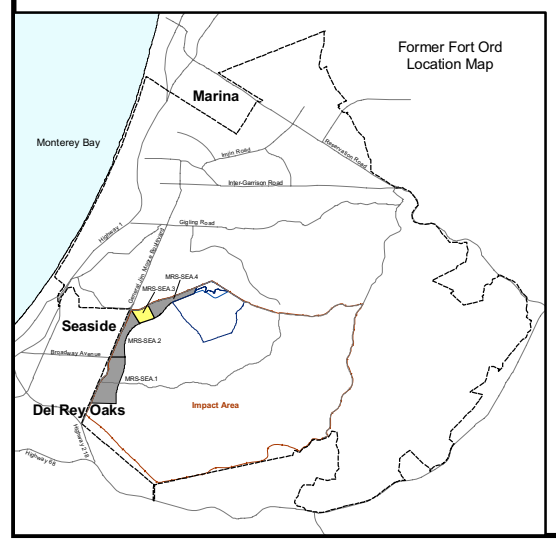 Former Fort Ord
Location Map
Marina
Monterey Bay
Reservation Road
Imjin Road
Inter-Garrison Road
Highway 1
Gigling Road
General Jim Moore Boulevard
MRS-SEA.4
MRS-SEA.3
Seaside
MRS-SEA.2
Broadway Avenue
MRS-SEA.1
Del Rey Oaks
Impact Area
Highway 218
Highway 68